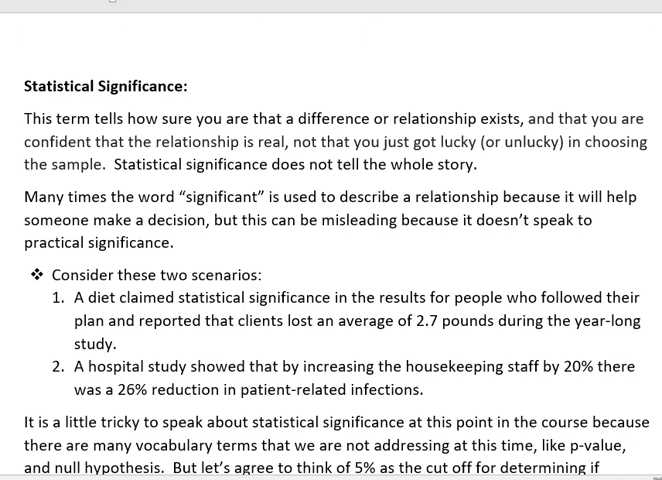 Statistical Significance:
This term tells how sure you are that a difference or relationship exists, and that you are
confident that the relationship is real, not that you just got lucky (or unlucky) in choosing
the sample.  Statistical significance does not tell the whole story.
Many times the word “significant” is used to describe a relationship because it will help
someone make a decision, but this can be misleading because it doesn’t speak to
practical significance.
❖ Consider these two scenarios:
1. A diet claimed statistical significance in the results for people who followed their
plan and reported that clients lost an average of 2.7 pounds during the year-long
study.
2. A hospital study showed that by increasing the housekeeping staff by 20% there
was a 26% reduction in patient-related infections.
It is a little tricky to speak about statistical significance at this point in the course because
there are many vocabulary terms that we are not addressing at this time, like p-value,
and null hypothesis.  But let’s agree to think of 5% as the cut off for determining if